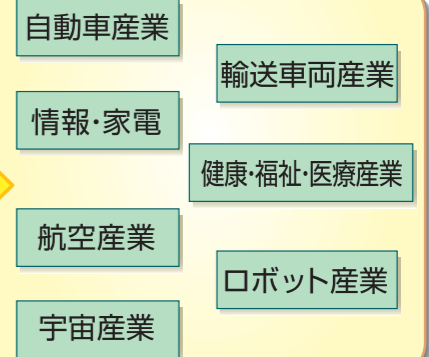 自動車産業
情報・家電
航空産業
宇宙産業
輸送車両産業
健康・福祉・医療産業
ロボット産業